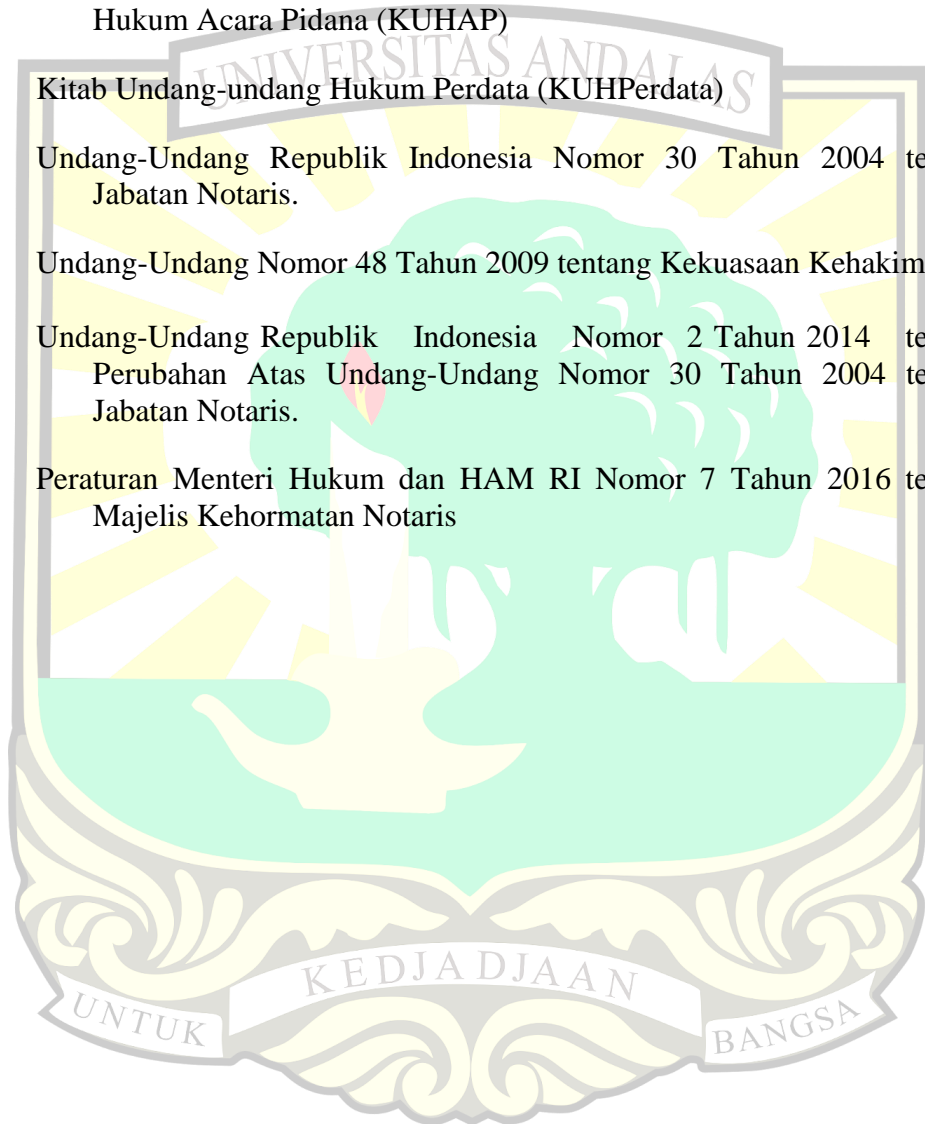 Hukum Acara Pidana (KUHAP)
UNIVERSITAS ANDALAS
Kitab Undang-undang Hukum Perdata (KUHPerdata)
Undang-Undang Republik Indonesia Nomor 30 Tahun 2004 te
Jabatan Notaris.
Undang-Undang Nomor 48 Tahun 2009 tentang Kekuasaan Kehakim
Undang-Undang Republik Indonesia Nomor 2 Tahun 2014 te
Perubahan Atas Undang-Undang Nomor 30 Tahun 2004 te
Jabatan Notaris.
Peraturan Menteri Hukum dan HAM RI Nomor 7 Tahun 2016 te
Majelis Kehormatan Notaris
UNTUK KEDJADJAAN BANGSA